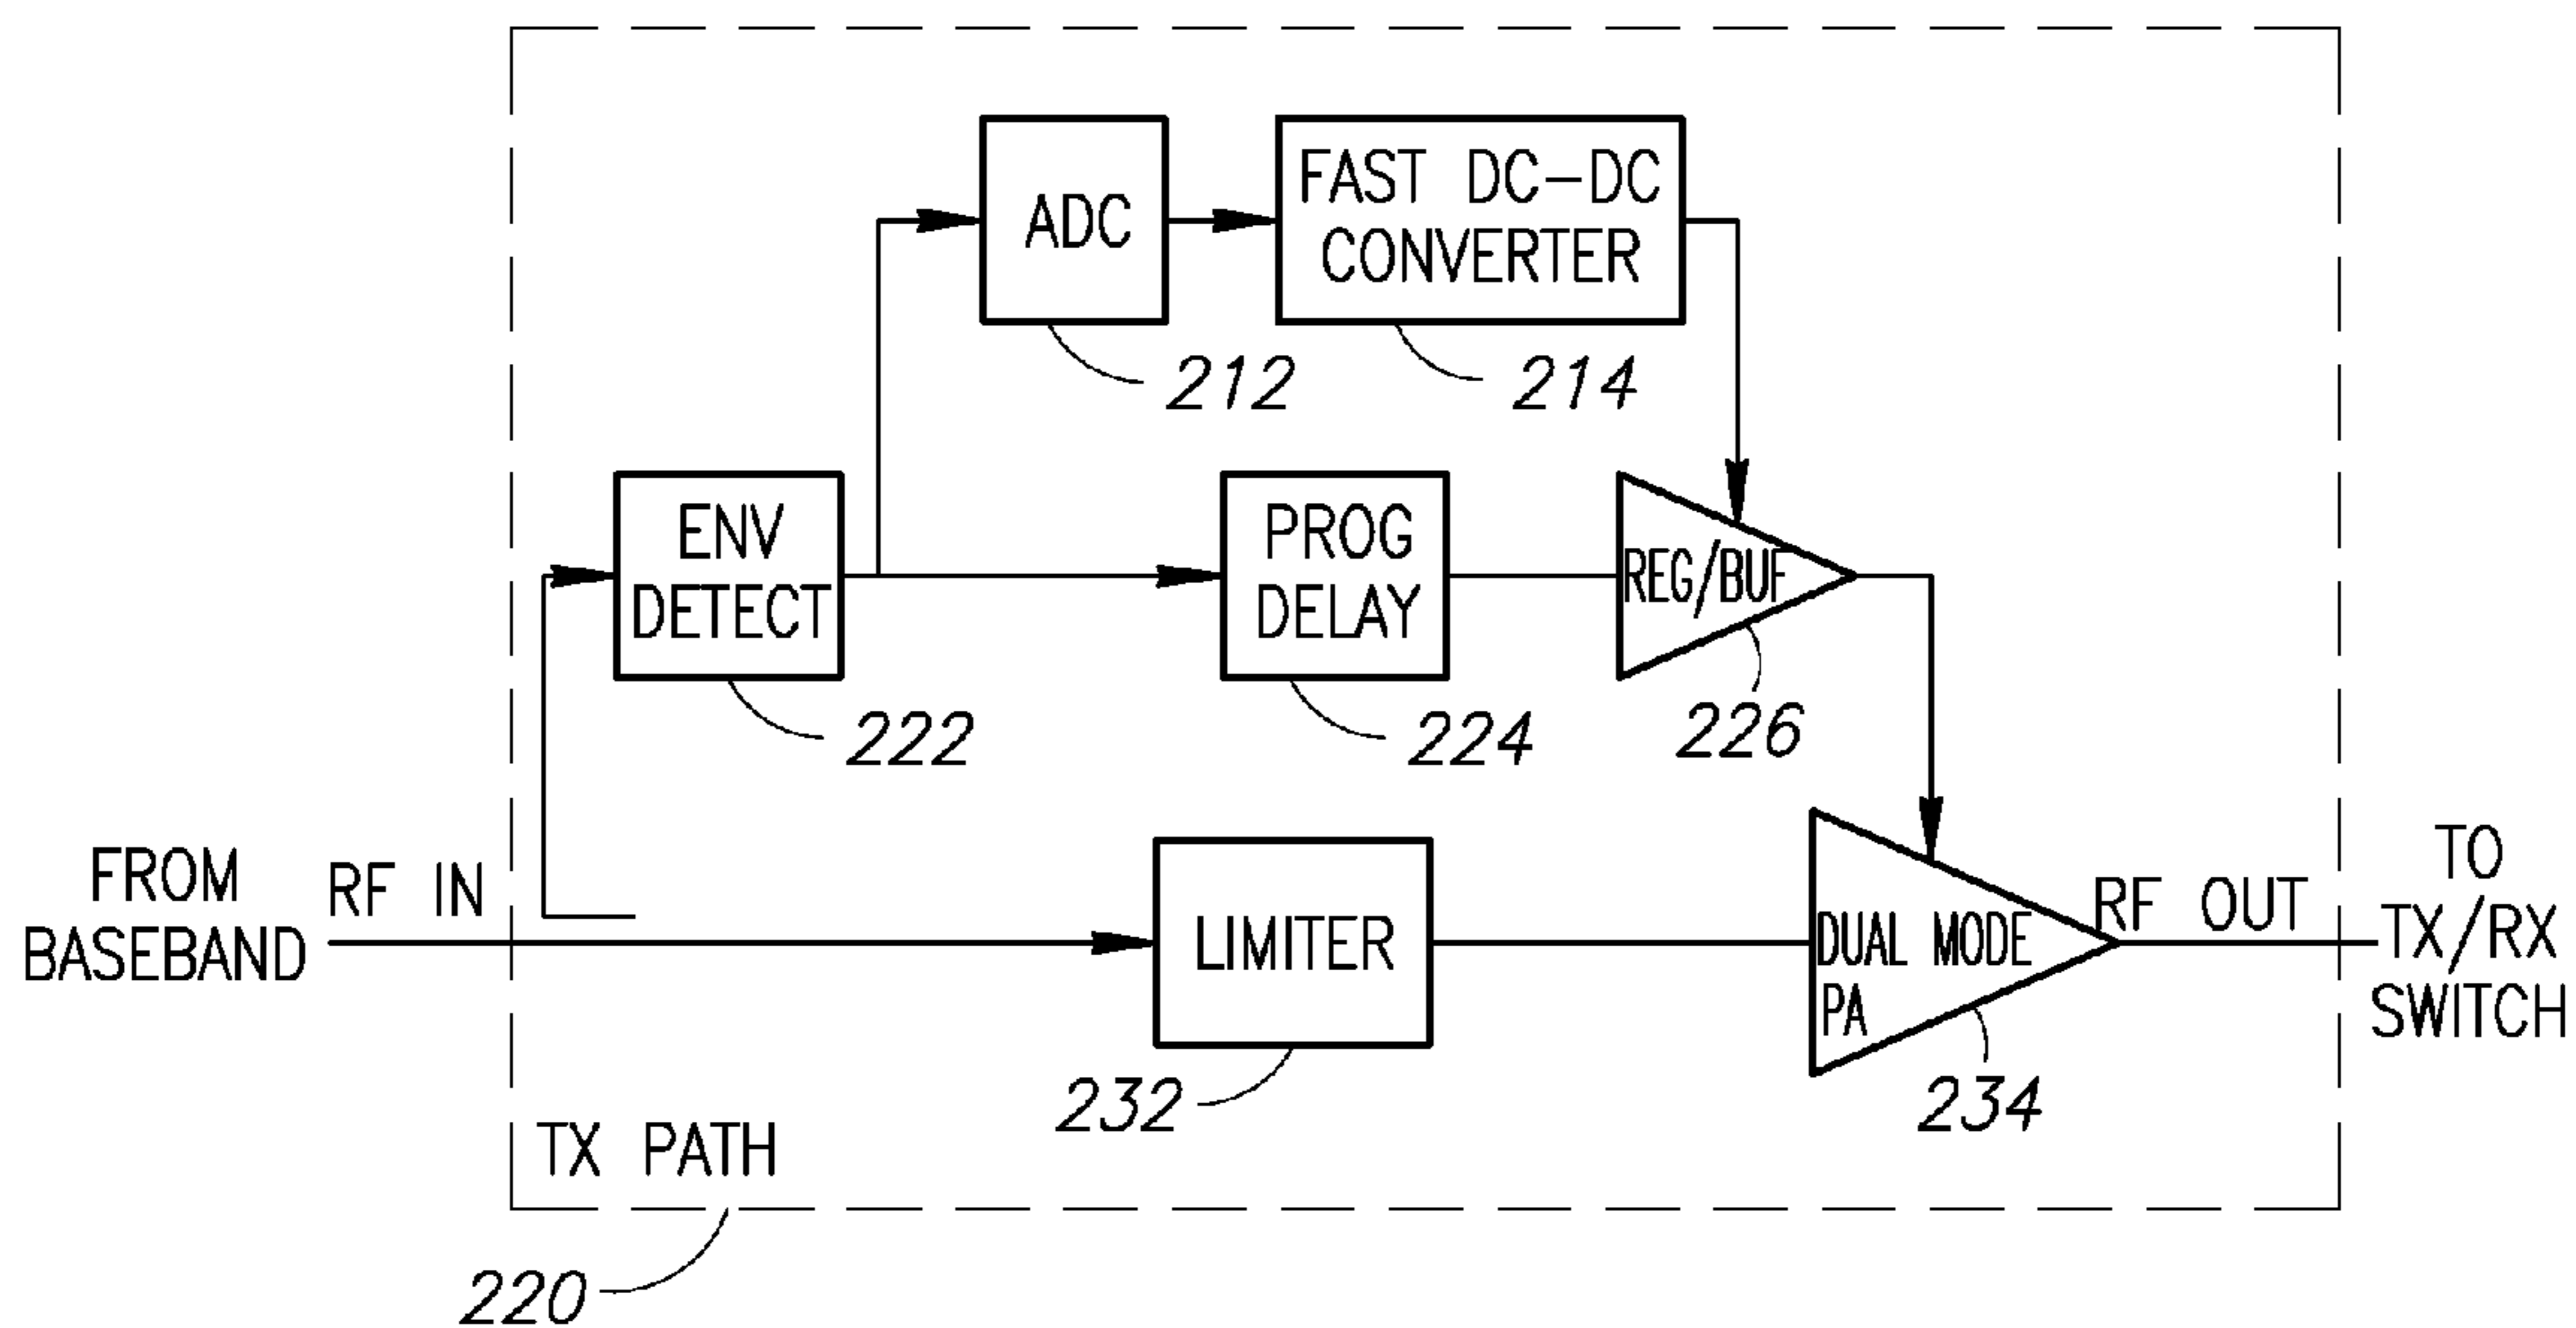 ADC
FAST DC-DC
CONVERTER
212
214
ENV
DETECT
PROG
DELAY
REG/BUF
222
224
226
FROM
BASEBAND
RF IN
LIMITER
DUAL MODE
PA
RF OUT
TO
TX/RX
SWITCH
232
234
TX PATH
220